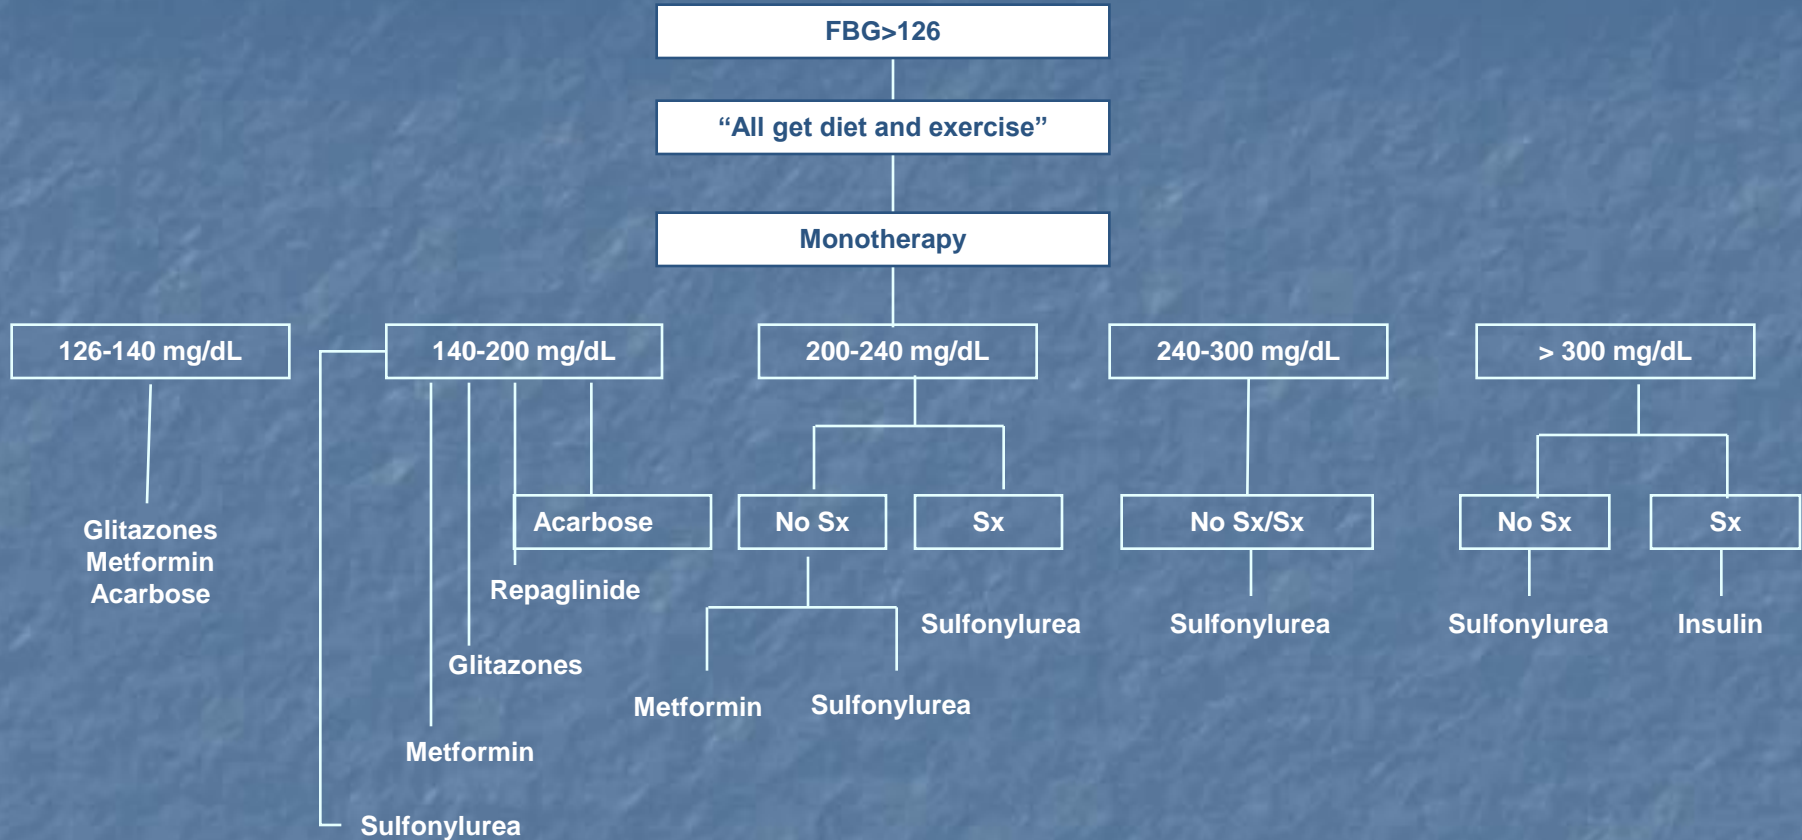 FBG>126
“All get diet and exercise”
Monotherapy
126-140 mg/dL
140-200 mg/dL
200-240 mg/dL
240-300 mg/dL
> 300 mg/dL
Glitazones
Metformin
Acarbose
Acarbose
No Sx
Sx
No Sx/Sx
No Sx
Sx
Repaglinide
Sulfonylurea
Sulfonylurea
Sulfonylurea
Insulin
Glitazones
Metformin
Sulfonylurea
Metformin
Sulfonylurea